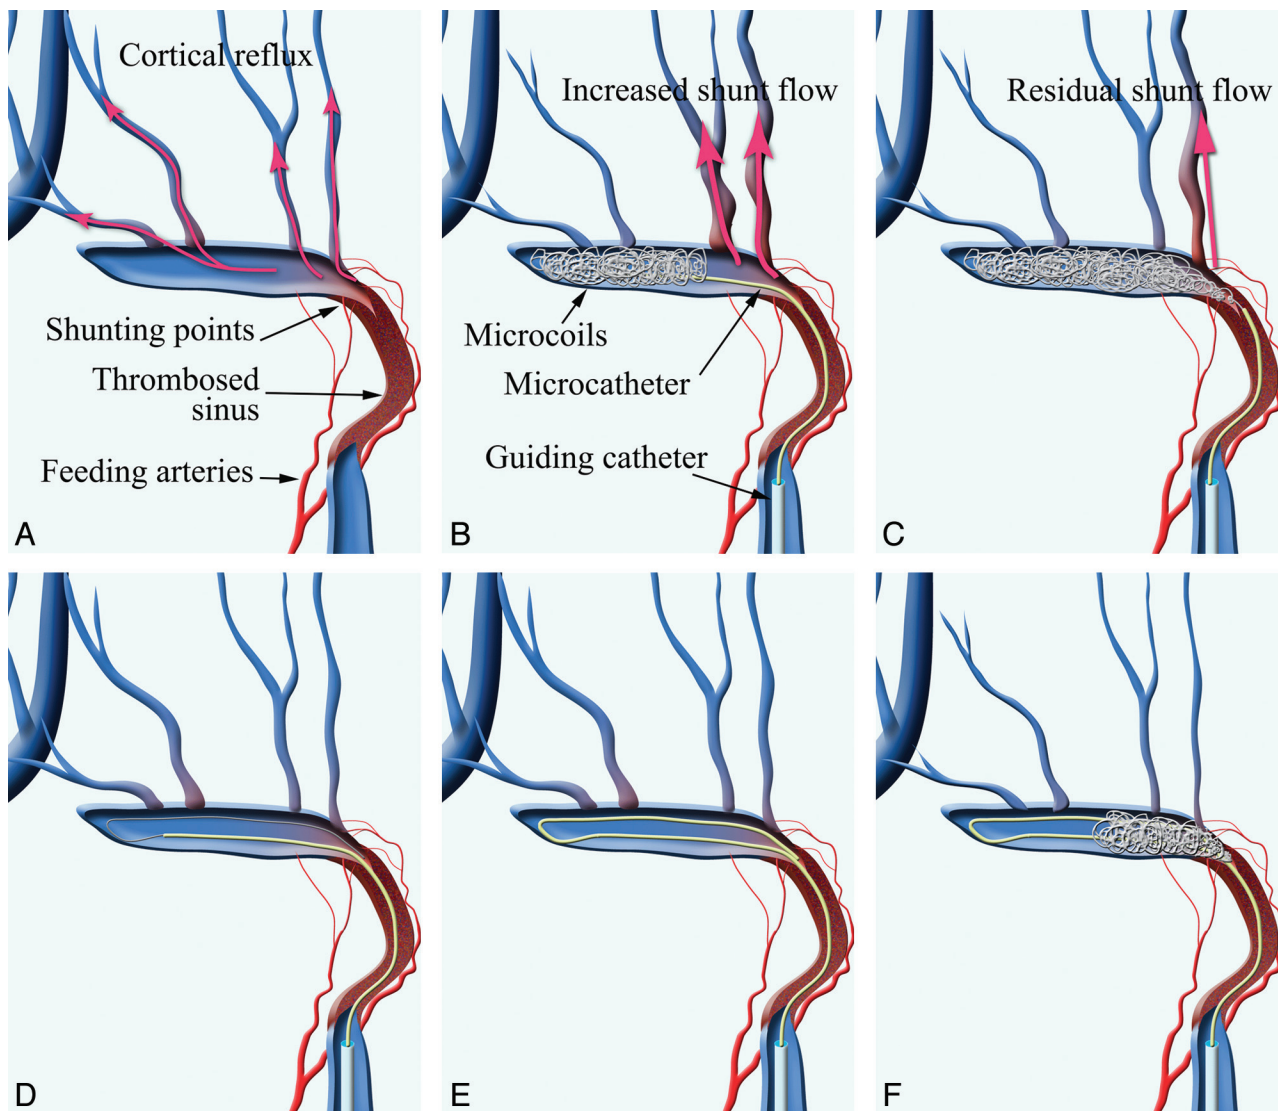 Cortical reflux
Shunting points
Thrombosed
sinus
Feeding arteries
A
Increased shunt flow
Microcoils
Microcatheter
Guiding catheter
B
Residual shunt flow
C
D
E
F